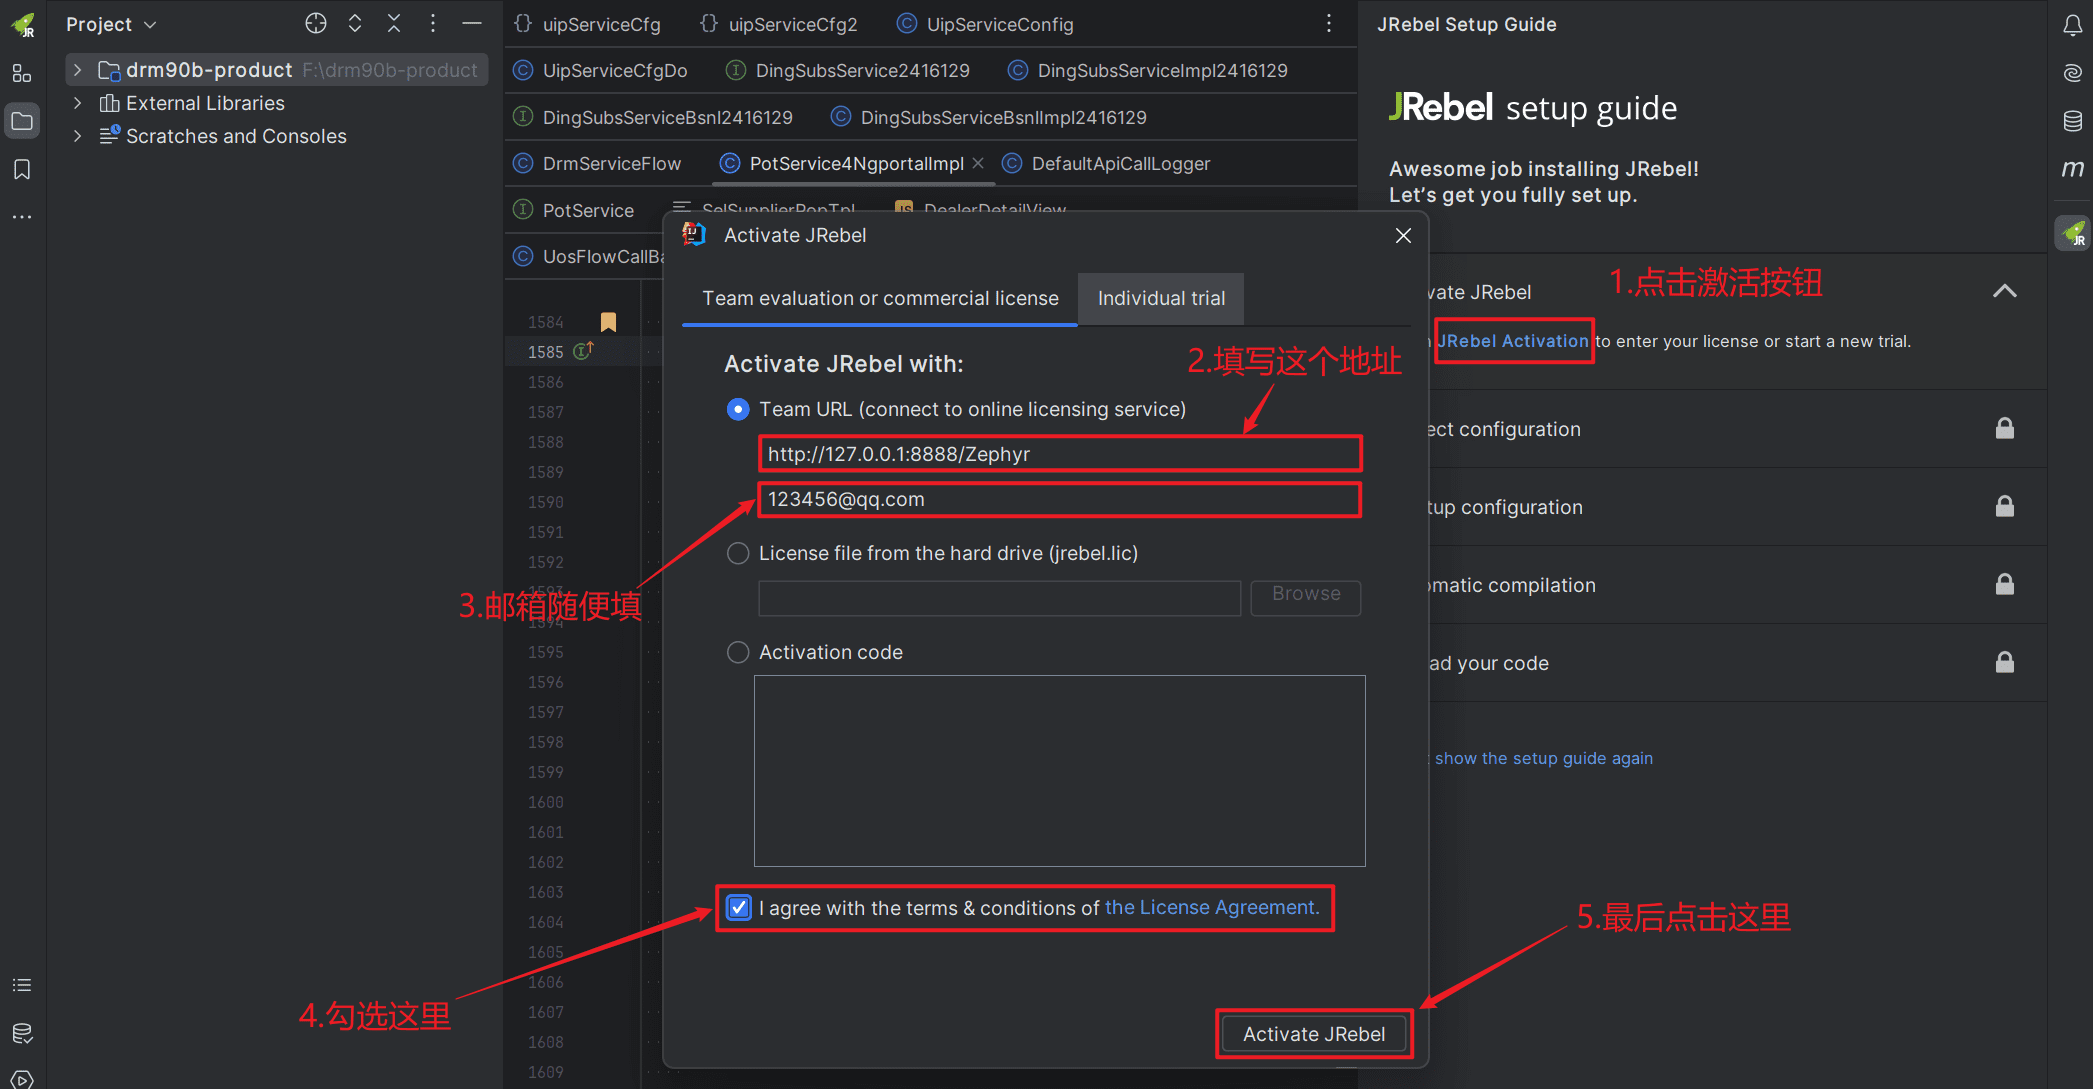 Project
drm90b-product F:\drm90b-product
External Libraries
Scratches and Consoles
uipServiceCfg uipServiceCfg2 UipServiceConfig
UipServiceCfgDo DingSubsService2416129 DingSubsServiceImpl2416129
DingSubsServiceBsnl2416129 DingSubsServiceBsnlImpl2416129
DrmServiceFlow PotService4NgportalImpl DefaultApiCallLogger
PotService SelSupplierPopTpl DealerDetailView
UosFlowCallBa
1584
1585
1586
1587
1588
1589
1590
1591
1592
1593
1594
1595
1596
1597
1598
1599
1600
1601
1602
1603
1604
1605
1606
1607
1608
1609
Activate JRebel
Team evaluation or commercial license Individual trial
Activate JRebel with:
2.填写这个地址
Team URL (connect to online licensing service)
http://127.0.0.1:8888/Zephyr
123456@qq.com
3.邮箱随便填
License file from the hard drive (jrebel.lic)
Browse
Activation code
I agree with the terms & conditions of the License Agreement.
4.勾选这里
5.最后点击这里
Activate JRebel
JRebel Setup Guide
JRebel setup guide
Awesome job installing JRebel!
Let's get you fully set up.
1.点击激活按钮
vate JRebel
JRebel Activation to enter your license or start a new trial.
ect configuration
tup configuration
omatic compilation
ad your code
show the setup guide again